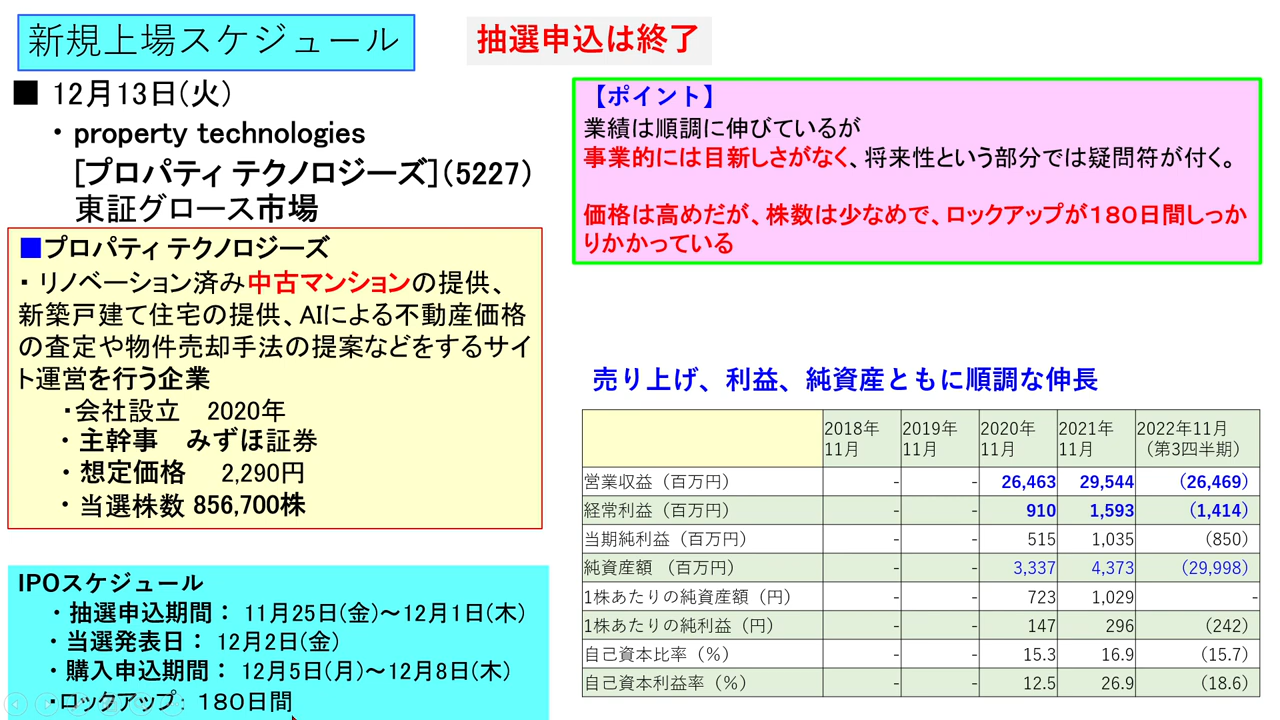 新規上場スケジュール
抽選申込は終了
■ 12月13日(火)
・property technologies
[プロパティ テクノロジーズ]（5227）
東証グロース市場
■プロパティ テクノロジーズ
・リノベーション済み中古マンションの提供、
新築戸建て住宅の提供、AIによる不動産価格
の査定や物件売却手法の提案などをするサイ
ト運営を行う企業
・会社設立　2020年
・主幹事　みずほ証券
・想定価格　2,290円
・当選株数 856,700株
IPOスケジュール
・抽選申込期間： 11月25日(金)～12月1日(木)
・当選発表日： 12月2日(金)
・購入申込期間： 12月5日(月)～12月8日(木)
・ロックアップ： １８０日間
【ポイント】
業績は順調に伸びているが
事業的には目新しさがなく、将来性という部分では疑問符が付く。
価格は高めだが、株数は少なめで、ロックアップが１８０日間しっか
りかかっている
売り上げ、利益、純資産ともに順調な伸長
2018年11月 2019年11月 2020年11月 2021年11月 2022年11月（第3四半期）
営業収益（百万円） - - 26,463 29,544 （26,469）
経常利益（百万円） - - 910 1,593 （1,414）
当期純利益（百万円） - - 515 1,035 （850）
純資産額 （百万円） - - 3,337 4,373 （29,998）
1株あたりの純資産額（円） - - 723 1,029 -
1株あたりの純利益（円） - - 147 296 （242）
自己資本比率（％） - - 15.3 16.9 （15.7）
自己資本利益率（％） - - 12.5 26.9 （18.6）